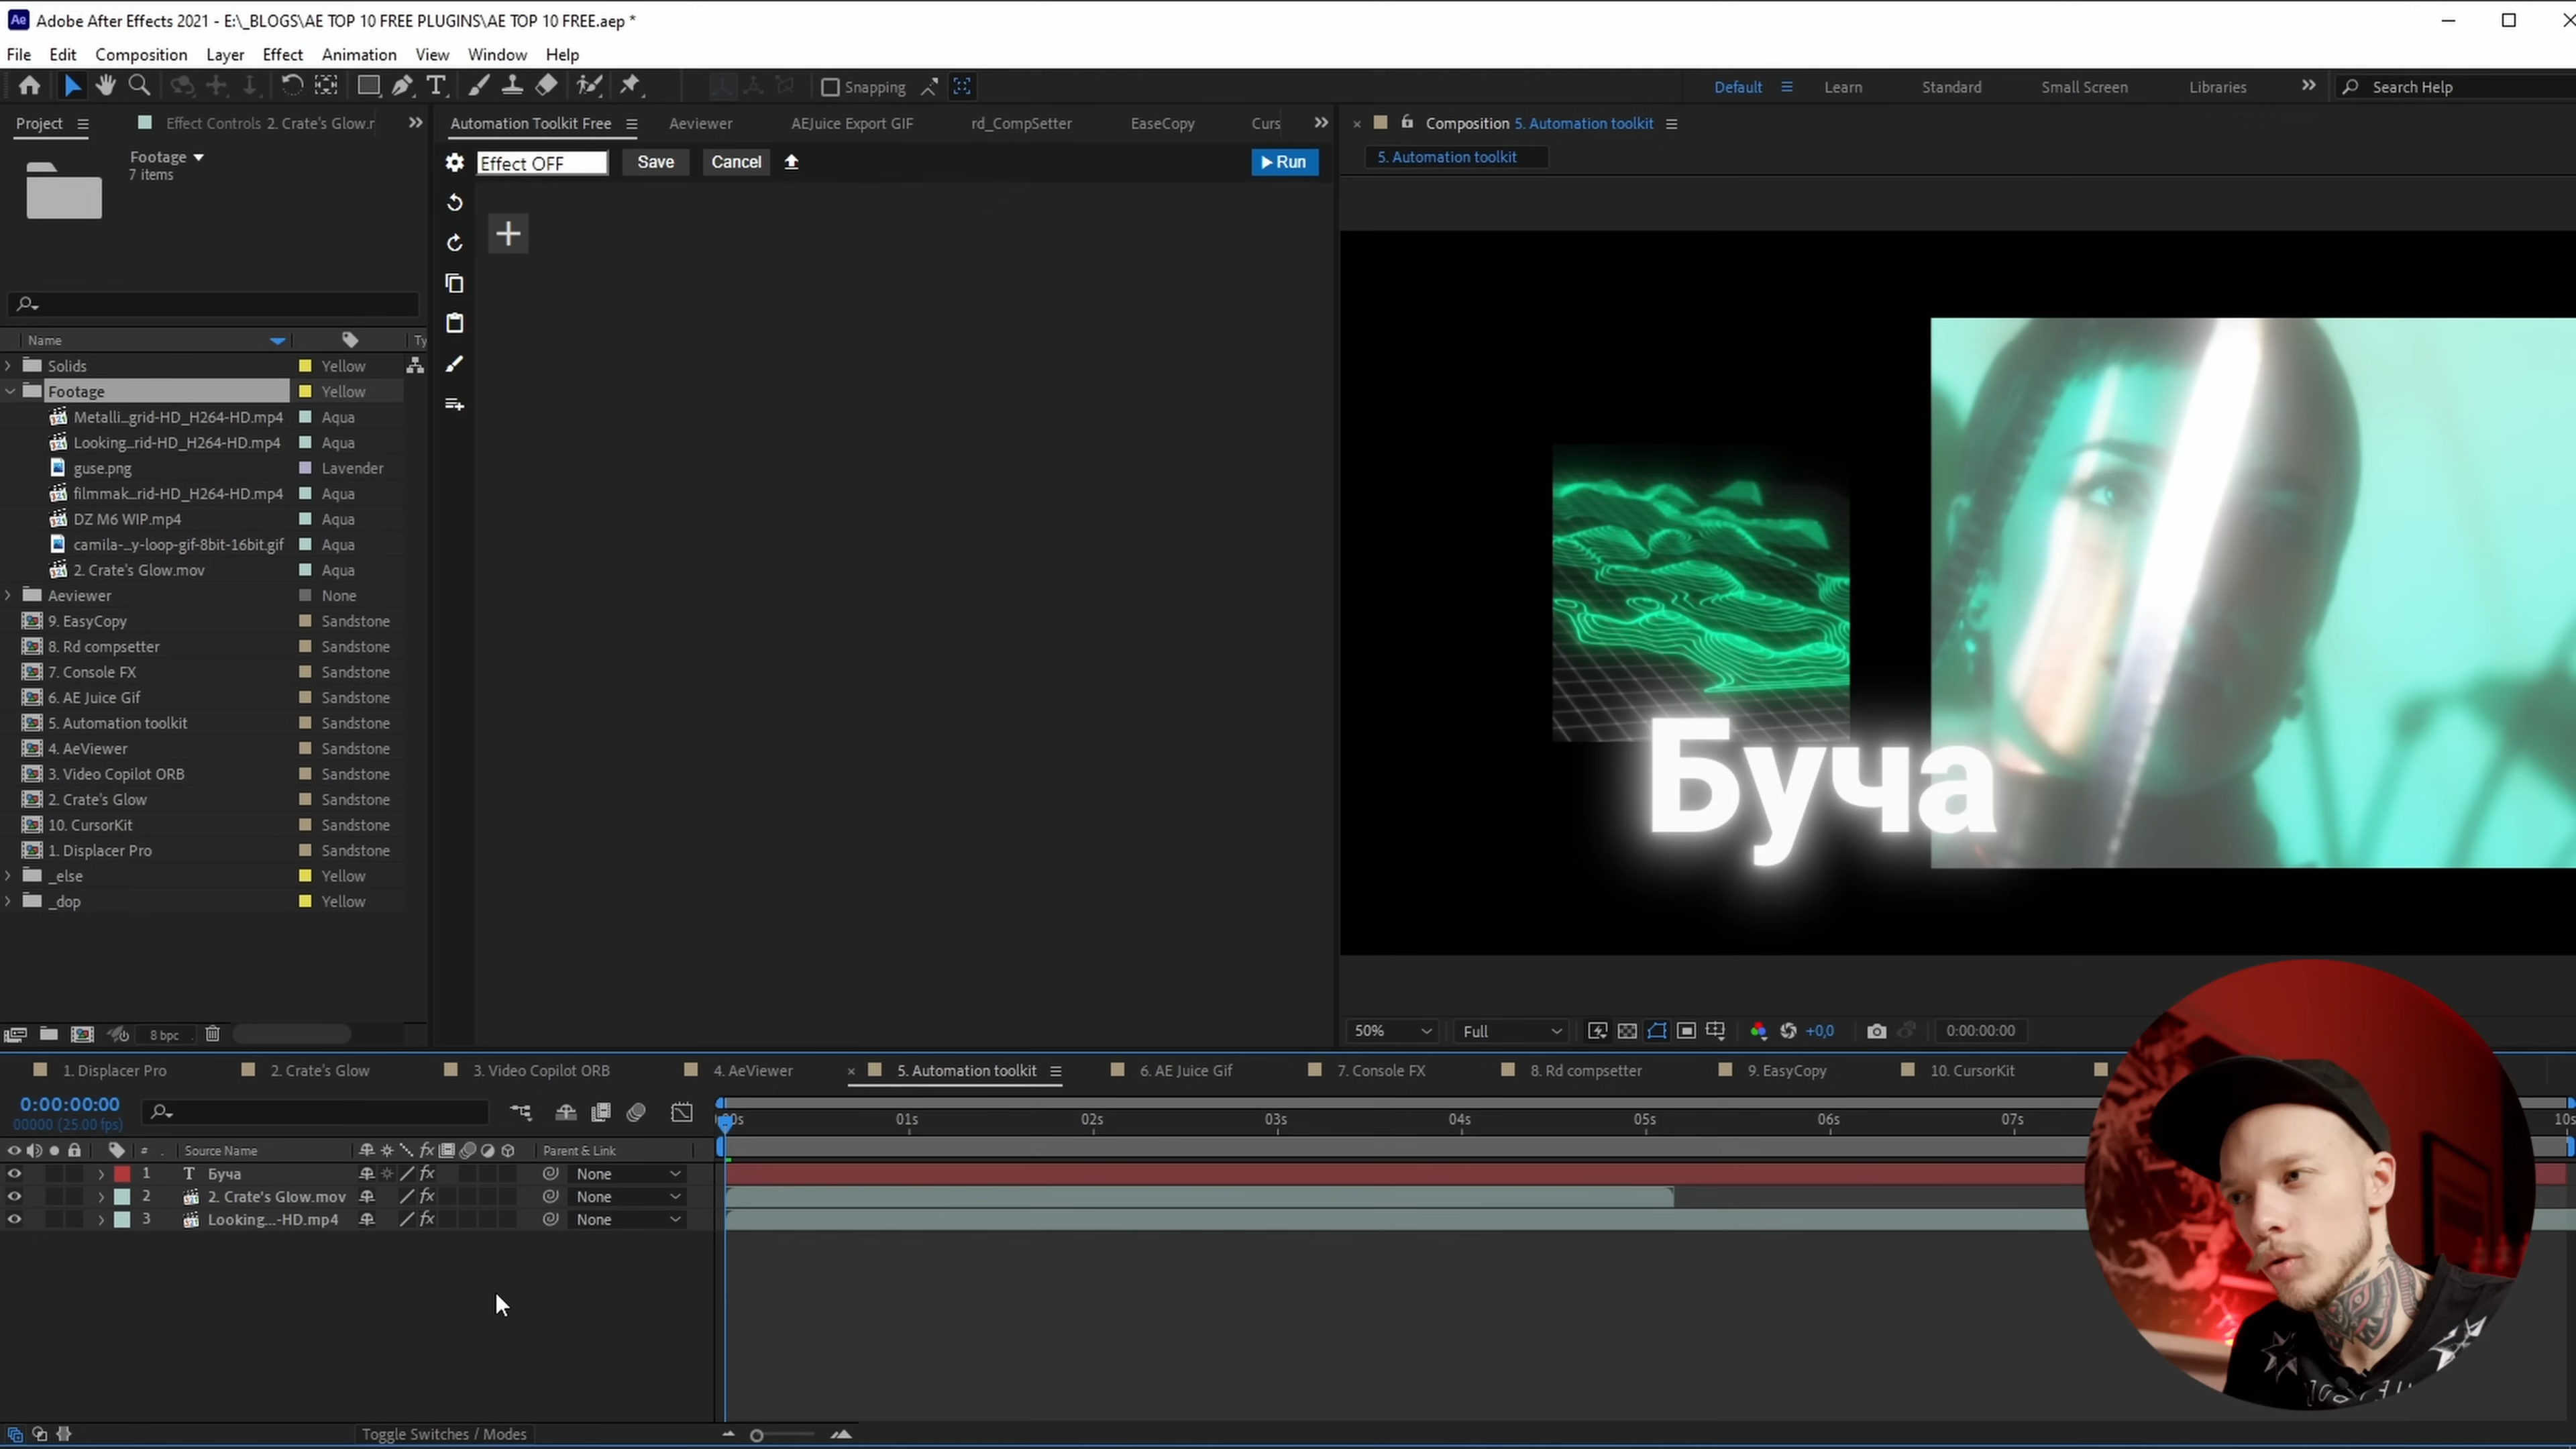 Adobe After Effects 2021 - E:\_BLOGS\AE TOP 10 FREE PLUGINS\AE TOP 10 FREE.aep *
File Edit Composition Layer Effect Animation View Window Help
Snapping
Default Learn Standard Small Screen Libraries Search Help
Project Effect Controls 2. Crate's Glow.r
Automation Toolkit Free Aeviewer AEJuice Export GIF rd_CompSetter EaseCopy Curs
Composition 5. Automation toolkit
5. Automation toolkit
Footage
7 items
Effect OFF Save Cancel Run
Name Ty
Solids Yellow
Footage Yellow
Metalli_grid-HD_H264-HD.mp4 Aqua
Looking_rid-HD_H264-HD.mp4 Aqua
guse.png Lavender
filmmak_rid-HD_H264-HD.mp4 Aqua
DZ M6 WIP.mp4 Aqua
camila-_y-loop-gif-8bit-16bit.gif Aqua
2. Crate's Glow.mov Aqua
Aeviewer None
9. EasyCopy Sandstone
8. Rd compsetter Sandstone
7. Console FX Sandstone
6. AE Juice Gif Sandstone
5. Automation toolkit Sandstone
4. AeViewer Sandstone
3. Video Copilot ORB Sandstone
2. Crate's Glow Sandstone
10. CursorKit Sandstone
1. Displacer Pro Sandstone
_else Yellow
_dop Yellow
Буча
8 bpc
50% Full +0,0 0:00:00:00
1. Displacer Pro 2. Crate's Glow 3. Video Copilot ORB 4. AeViewer 5. Automation toolkit 6. AE Juice Gif 7. Console FX 8. Rd compsetter 9. EasyCopy 10. CursorKit
0:00:00:00
00000 (25.00 fps)
00s 01s 02s 03s 04s 05s 06s 07s 10s
# Source Name Parent & Link
1 Буча None
2 2. Crate's Glow.mov None
3 Looking...-HD.mp4 None
Toggle Switches / Modes